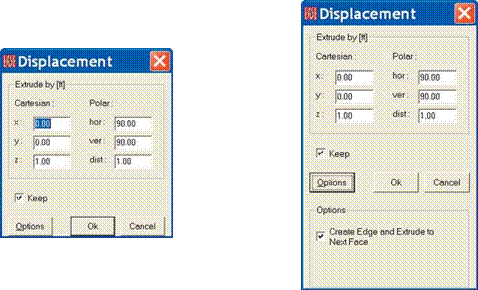 EASE Displacement
Extrude by [ft]
Cartesian : Polar :
x : 0.00 hor : 90.00
y : 0.00 ver : 90.00
z : 1.00 dist : 1.00
Keep
Options Ok Cancel
EASE Displacement
Extrude by [ft]
Cartesian : Polar :
x : 0.00 hor : 90.00
y : 0.00 ver : 90.00
z : 1.00 dist : 1.00
Keep
Options Ok Cancel
Options
Create Edge and Extrude to
Next Face